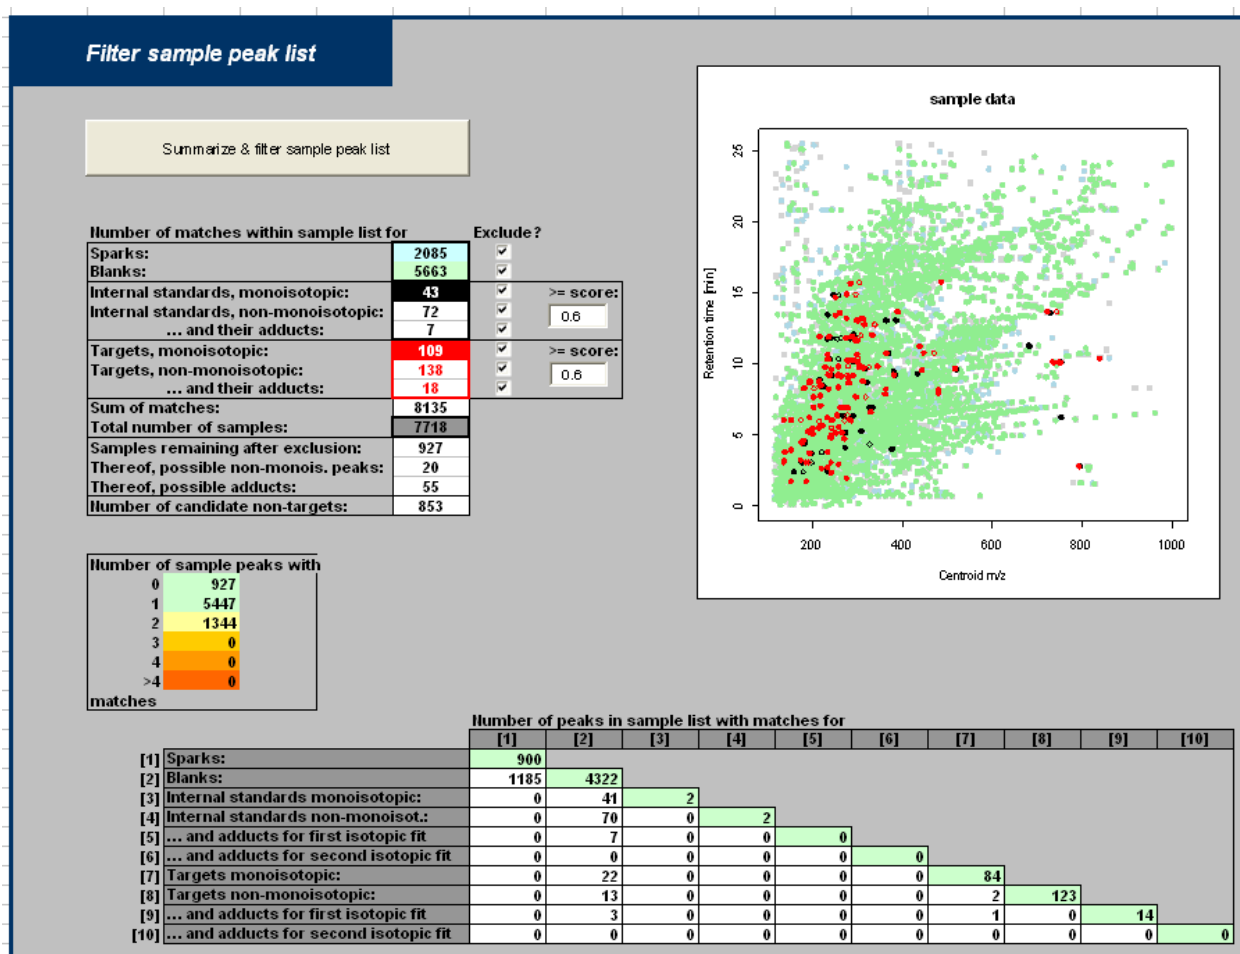 Filter sample peak list
Summarize & filter sample peak list
Number of matches within sample list for Exclude?
Sparks: 2085
Blanks: 5663
Internal standards, monoisotopic: 43 >= score:
Internal standards, non-monoisotopic: 72 0.6
... and their adducts: 7
Targets, monoisotopic: 109 >= score:
Targets, non-monoisotopic: 138 0.6
... and their adducts: 18
Sum of matches: 8135
Total number of samples: 7718
Samples remaining after exclusion: 927
Thereof, possible non-monois. peaks: 20
Thereof, possible adducts: 55
Number of candidate non-targets: 853
sample data
Retention time [min]
25
20
15
10
5
0
200 400 600 800 1000
Centroid m/z
Number of sample peaks with
0 927
1 5447
2 1344
3 0
4 0
>4 0
matches
Number of peaks in sample list with matches for
[1] [2] [3] [4] [5] [6] [7] [8] [9] [10]
[1] Sparks: 900
[2] Blanks: 1185 4322
[3] Internal standards monoisotopic: 0 41 2
[4] Internal standards non-monoisot.: 0 70 0 2
[5] ... and adducts for first isotopic fit 0 7 0 0 0
[6] ... and adducts for second isotopic fit 0 0 0 0 0 0
[7] Targets monoisotopic: 0 22 0 0 0 0 84
[8] Targets non-monoisotopic: 0 13 0 0 0 0 2 123
[9] ... and adducts for first isotopic fit 0 3 0 0 0 0 1 0 14
[10] ... and adducts for second isotopic fit 0 0 0 0 0 0 0 0 0 0